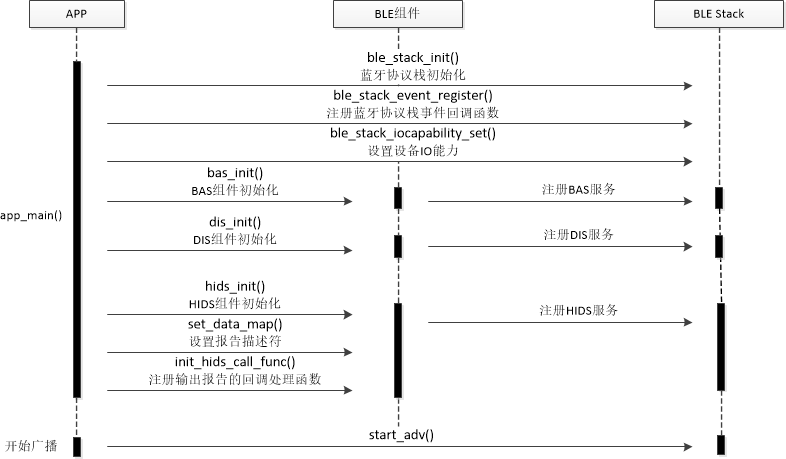 APP
BLE组件
BLE Stack
ble_stack_init()
蓝牙协议栈初始化
ble_stack_event_register()
注册蓝牙协议栈事件回调函数
ble_stack_iocapability_set()
设置设备IO能力
bas_init()
BAS组件初始化
注册BAS服务
app_main()
dis_init()
DIS组件初始化
注册DIS服务
hids_init()
HIDS组件初始化
注册HIDS服务
set_data_map()
设置报告描述符
init_hids_call_func()
注册输出报告的回调处理函数
开始广播
start_adv()